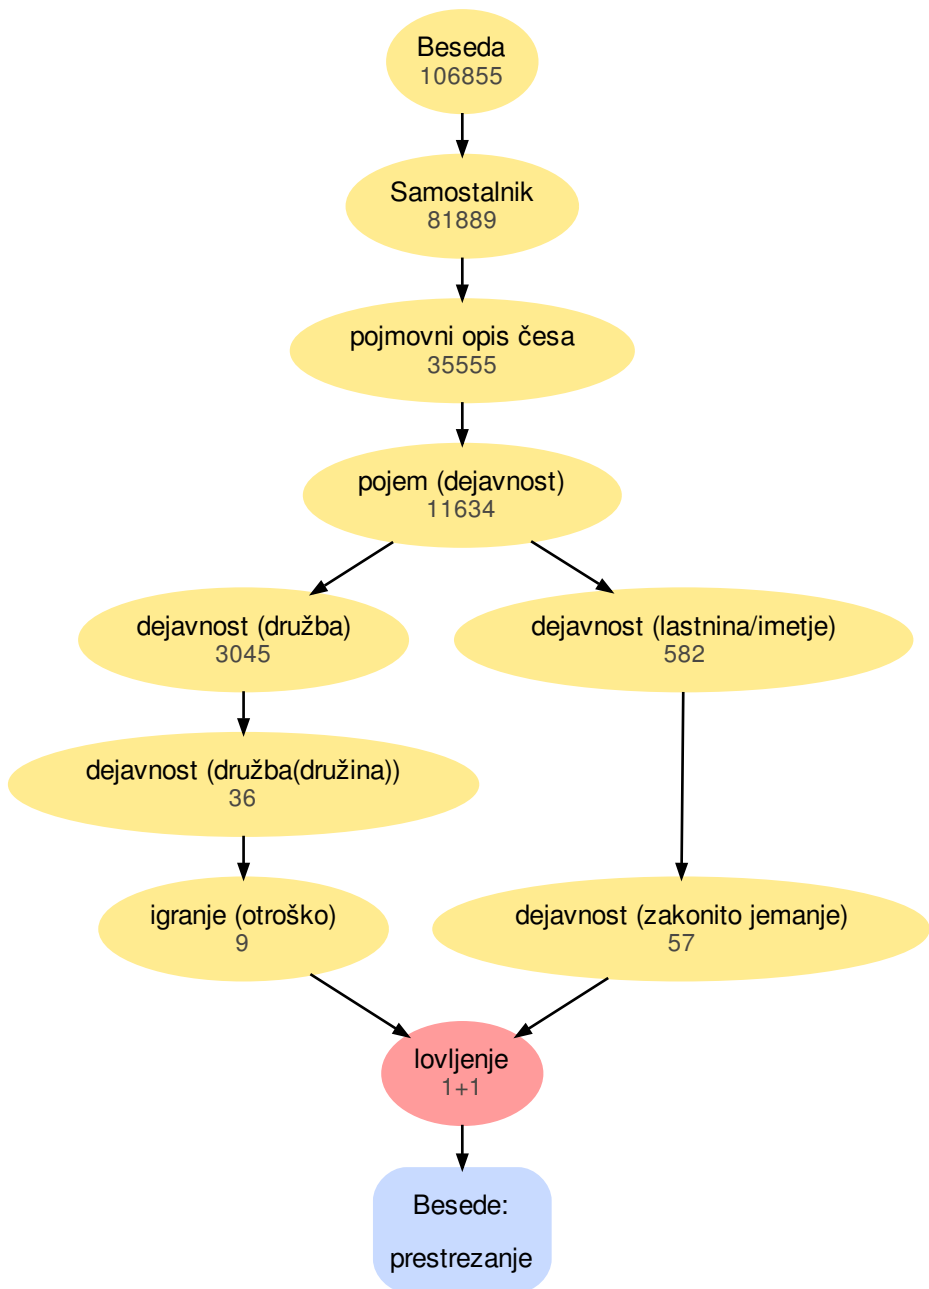 Beseda
106855
Samostalnik
81889
pojmovni opis česa
35555
pojem (dejavnost)
11634
dejavnost (družba)
3045
dejavnost (lastnina/imetje)
582
dejavnost (družba(družina))
36
igranje (otroško)
9
dejavnost (zakonito jemanje)
57
lovljenje
1+1
Besede:
prestrezanje